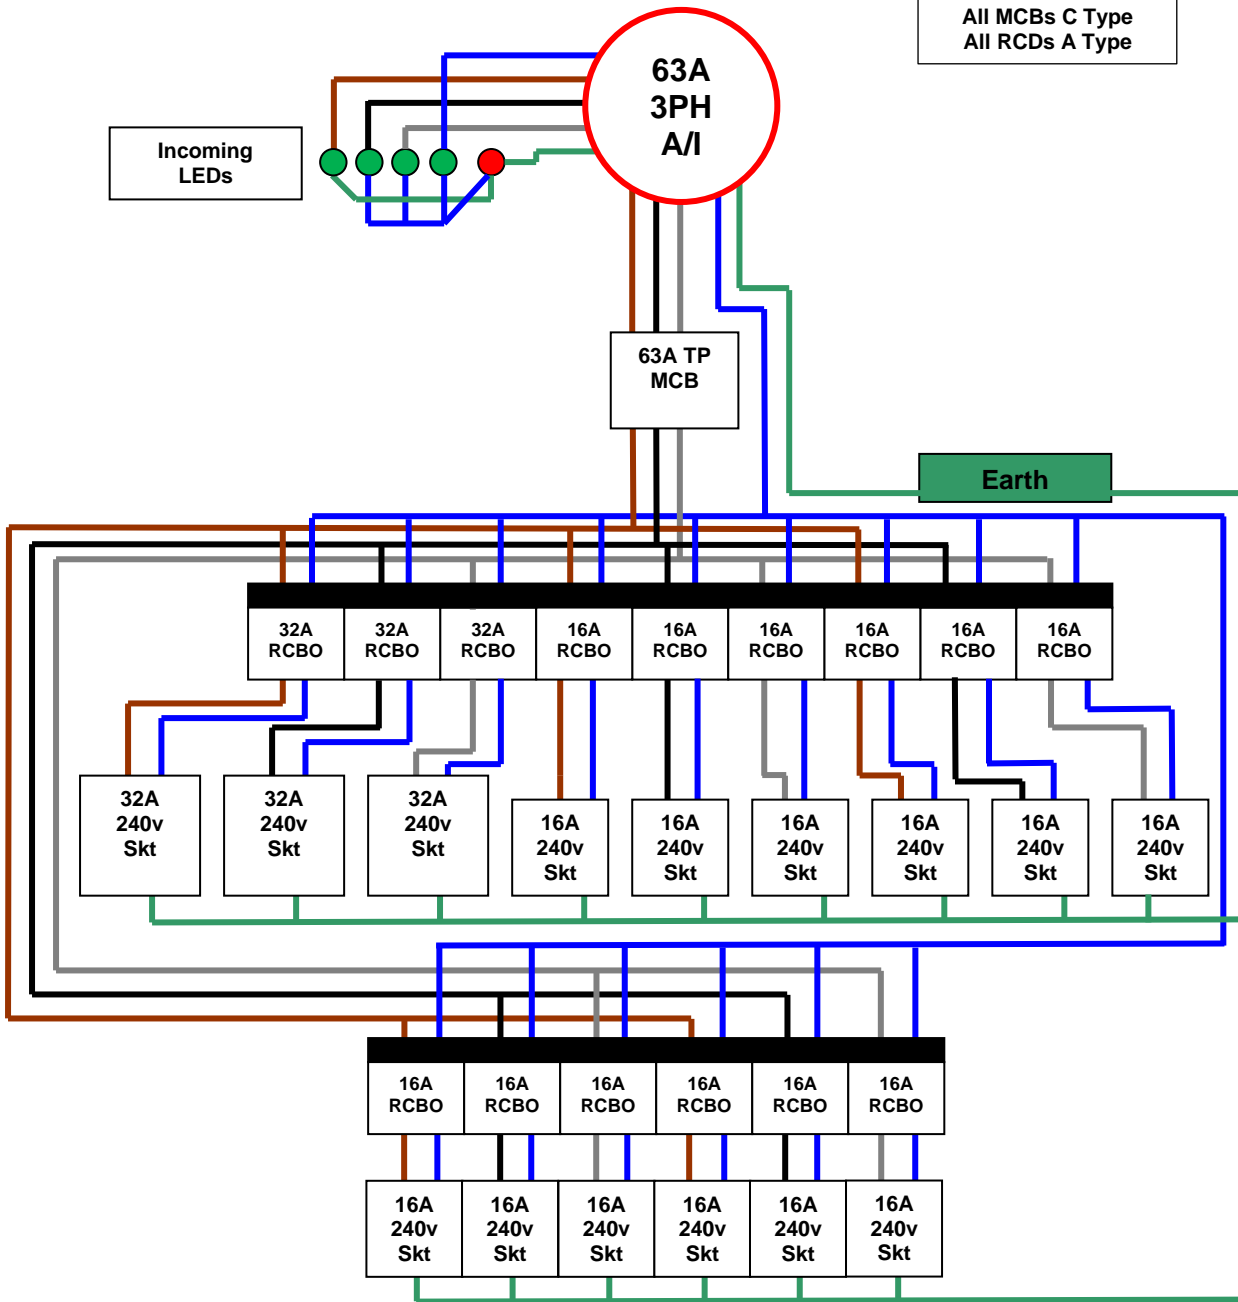 All MCBs C Type
All RCDs A Type
63A
3PH
A/I
Incoming
LEDs
63A TP
MCB
Earth
32A
RCBO
32A
RCBO
32A
RCBO
16A
RCBO
16A
RCBO
16A
RCBO
16A
RCBO
16A
RCBO
16A
RCBO
32A
240v
Skt
32A
240v
Skt
32A
240v
Skt
16A
240v
Skt
16A
240v
Skt
16A
240v
Skt
16A
240v
Skt
16A
240v
Skt
16A
240v
Skt
16A
RCBO
16A
RCBO
16A
RCBO
16A
RCBO
16A
RCBO
16A
RCBO
16A
240v
Skt
16A
240v
Skt
16A
240v
Skt
16A
240v
Skt
16A
240v
Skt
16A
240v
Skt